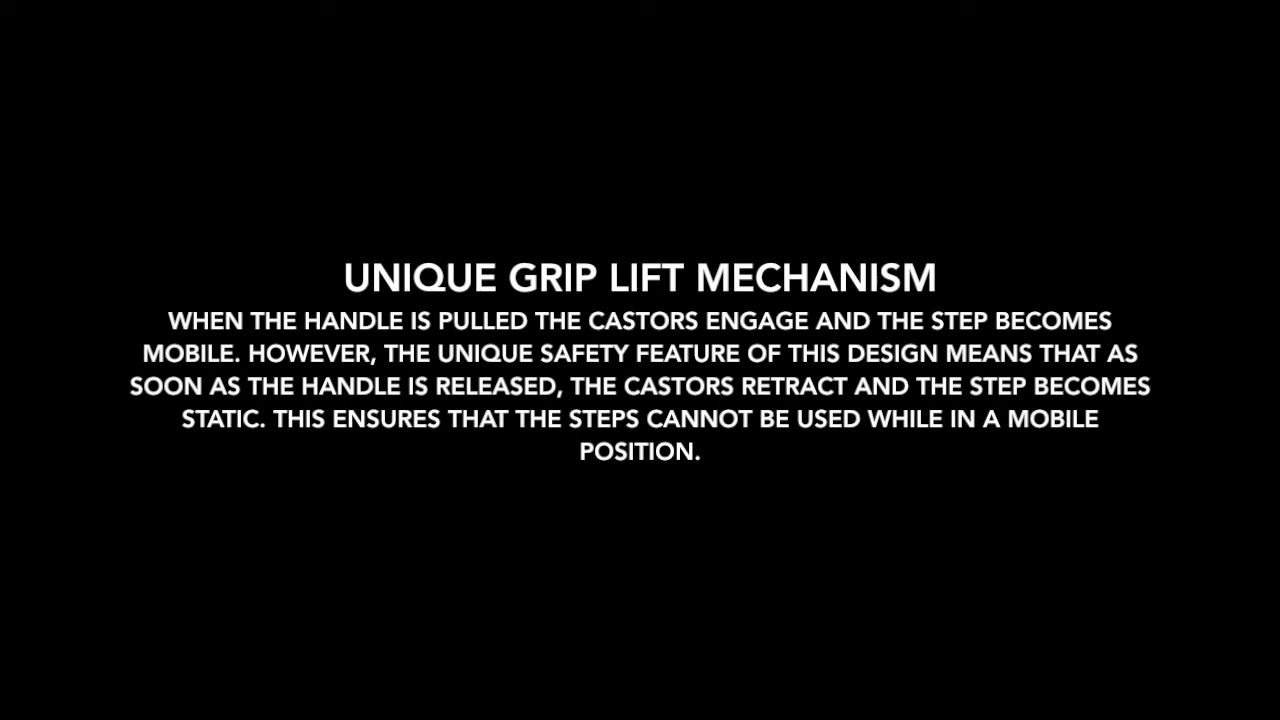 UNIQUE GRIP LIFT MECHANISM
WHEN THE HANDLE IS PULLED THE CASTORS ENGAGE AND THE STEP BECOMES
MOBILE. HOWEVER, THE UNIQUE SAFETY FEATURE OF THIS DESIGN MEANS THAT AS
SOON AS THE HANDLE IS RELEASED, THE CASTORS RETRACT AND THE STEP BECOMES
STATIC. THIS ENSURES THAT THE STEPS CANNOT BE USED WHILE IN A MOBILE
POSITION.